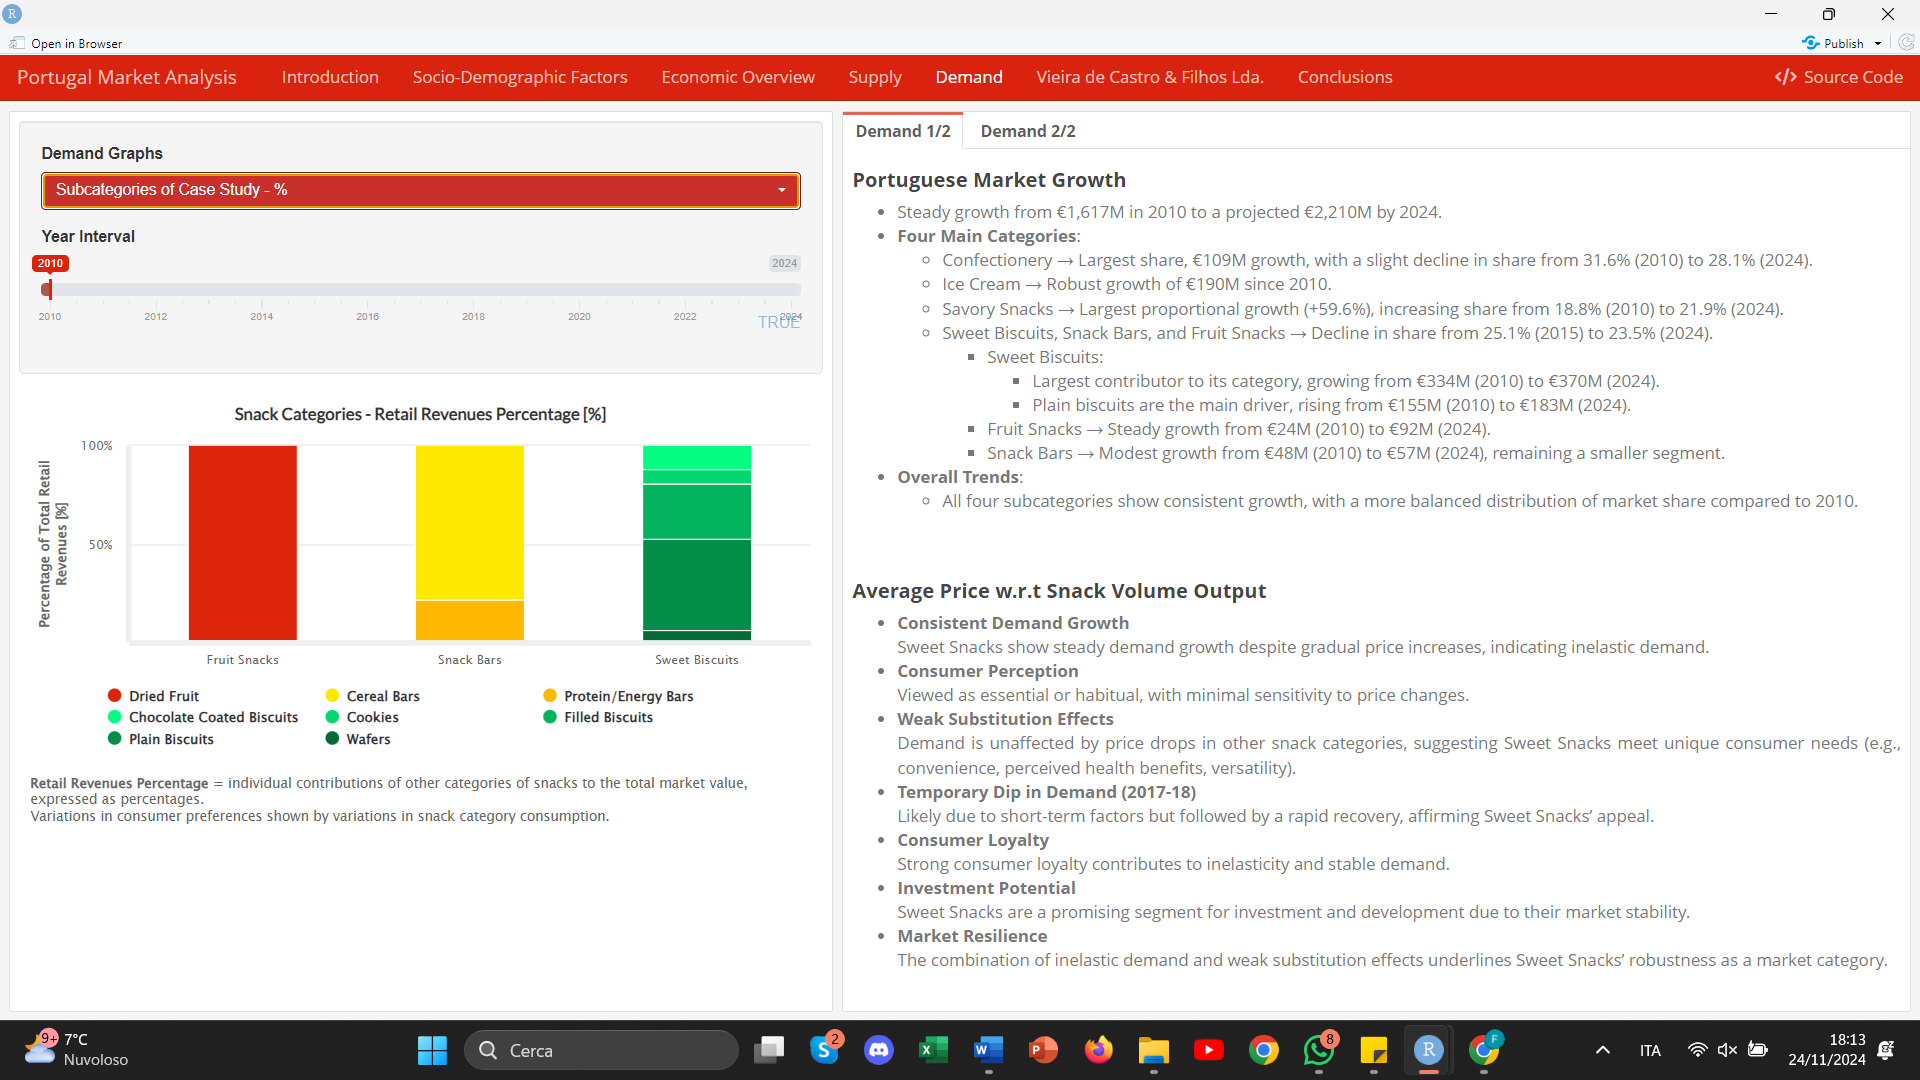 R
Open in Browser
Publish
Portugal Market Analysis
Introduction
Socio-Demographic Factors
Economic Overview
Supply
Demand
Vieira de Castro & Filhos Lda.
Conclusions
</> Source Code
Demand Graphs
Subcategories of Case Study - %
Year Interval
2010
2024
2010 2012 2014 2016 2018 2020 2022 2024
TRUE
Snack Categories - Retail Revenues Percentage [%]
Percentage of Total Retail
Revenues [%]
100%
50%
Fruit Snacks
Snack Bars
Sweet Biscuits
Dried Fruit
Cereal Bars
Protein/Energy Bars
Chocolate Coated Biscuits
Cookies
Filled Biscuits
Plain Biscuits
Wafers
Retail Revenues Percentage = individual contributions of other categories of snacks to the total market value,
expressed as percentages.
Variations in consumer preferences shown by variations in snack category consumption.
Demand 1/2
Demand 2/2
Portuguese Market Growth
Steady growth from €1,617M in 2010 to a projected €2,210M by 2024.
Four Main Categories:
Confectionery → Largest share, €109M growth, with a slight decline in share from 31.6% (2010) to 28.1% (2024).
Ice Cream → Robust growth of €190M since 2010.
Savory Snacks → Largest proportional growth (+59.6%), increasing share from 18.8% (2010) to 21.9% (2024).
Sweet Biscuits, Snack Bars, and Fruit Snacks → Decline in share from 25.1% (2015) to 23.5% (2024).
Sweet Biscuits:
Largest contributor to its category, growing from €334M (2010) to €370M (2024).
Plain biscuits are the main driver, rising from €155M (2010) to €183M (2024).
Fruit Snacks → Steady growth from €24M (2010) to €92M (2024).
Snack Bars → Modest growth from €48M (2010) to €57M (2024), remaining a smaller segment.
Overall Trends:
All four subcategories show consistent growth, with a more balanced distribution of market share compared to 2010.
Average Price w.r.t Snack Volume Output
Consistent Demand Growth
Sweet Snacks show steady demand growth despite gradual price increases, indicating inelastic demand.
Consumer Perception
Viewed as essential or habitual, with minimal sensitivity to price changes.
Weak Substitution Effects
Demand is unaffected by price drops in other snack categories, suggesting Sweet Snacks meet unique consumer needs (e.g.,
convenience, perceived health benefits, versatility).
Temporary Dip in Demand (2017-18)
Likely due to short-term factors but followed by a rapid recovery, affirming Sweet Snacks’ appeal.
Consumer Loyalty
Strong consumer loyalty contributes to inelasticity and stable demand.
Investment Potential
Sweet Snacks are a promising segment for investment and development due to their market stability.
Market Resilience
The combination of inelastic demand and weak substitution effects underlines Sweet Snacks’ robustness as a market category.
9+
7°C
Nuvoloso
Cerca
S
2
X
W
P
8
R
F
ITA
18:13
24/11/2024